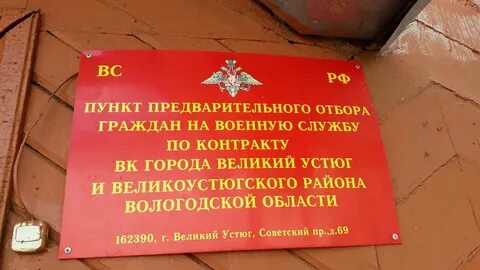 ВС РФ
ПУНКТ ПРЕДВАРИТЕЛЬНОГО ОТБОРА
ГРАЖДАН НА ВОЕННУЮ СЛУЖБУ
ПО КОНТРАКТУ
ВК ГОРОДА ВЕЛИКИЙ УСТЮГ
И ВЕЛИКОУСТЮГСКОГО РАЙОНА
ВОЛОГОДСКОЙ ОБЛАСТИ
162390, г. Великий Устюг, Советский пр.,д.69